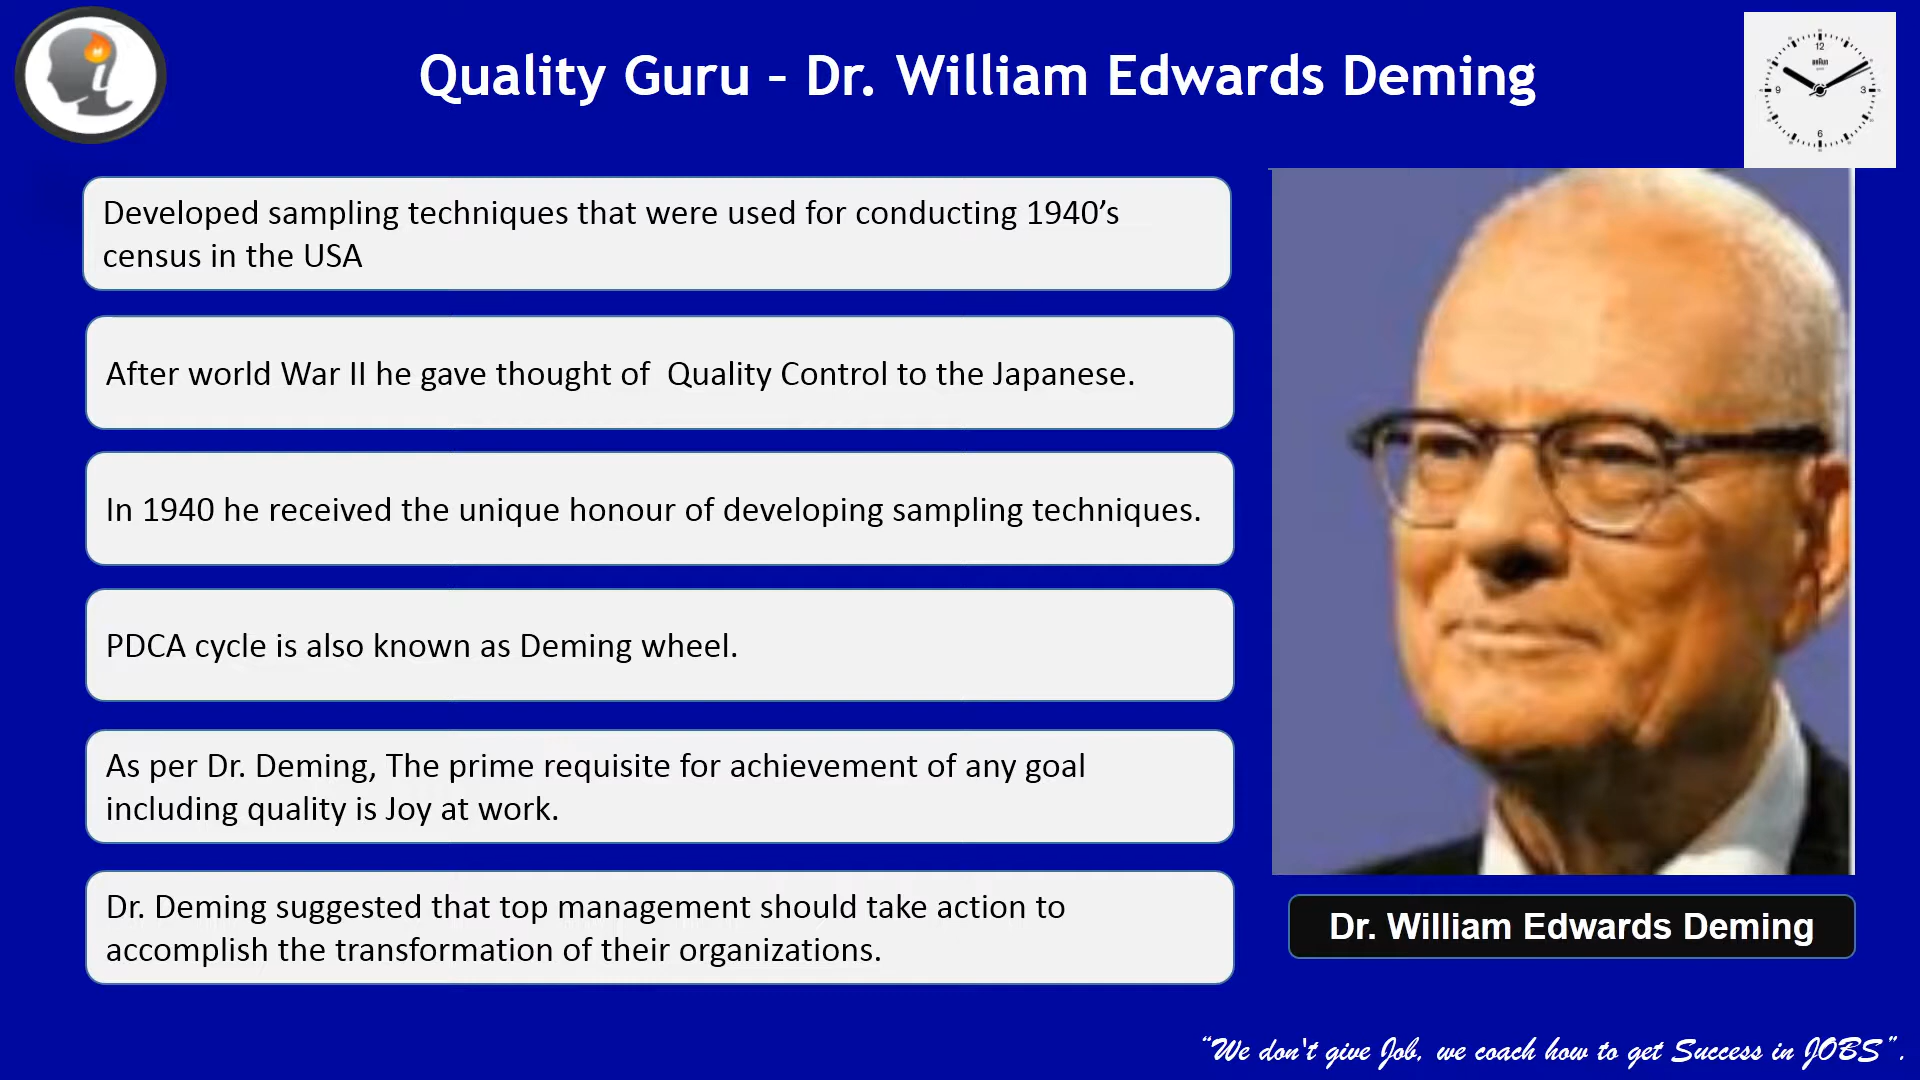 Quality Guru – Dr. William Edwards Deming
12
BRAUN
9
3
6
Developed sampling techniques that were used for conducting 1940’s
census in the USA
After world War II he gave thought of  Quality Control to the Japanese.
In 1940 he received the unique honour of developing sampling techniques.
PDCA cycle is also known as Deming wheel.
As per Dr. Deming, The prime requisite for achievement of any goal
including quality is Joy at work.
Dr. Deming suggested that top management should take action to
accomplish the transformation of their organizations.
Dr. William Edwards Deming
“We don't give Job, we coach how to get Success in JOBS”.